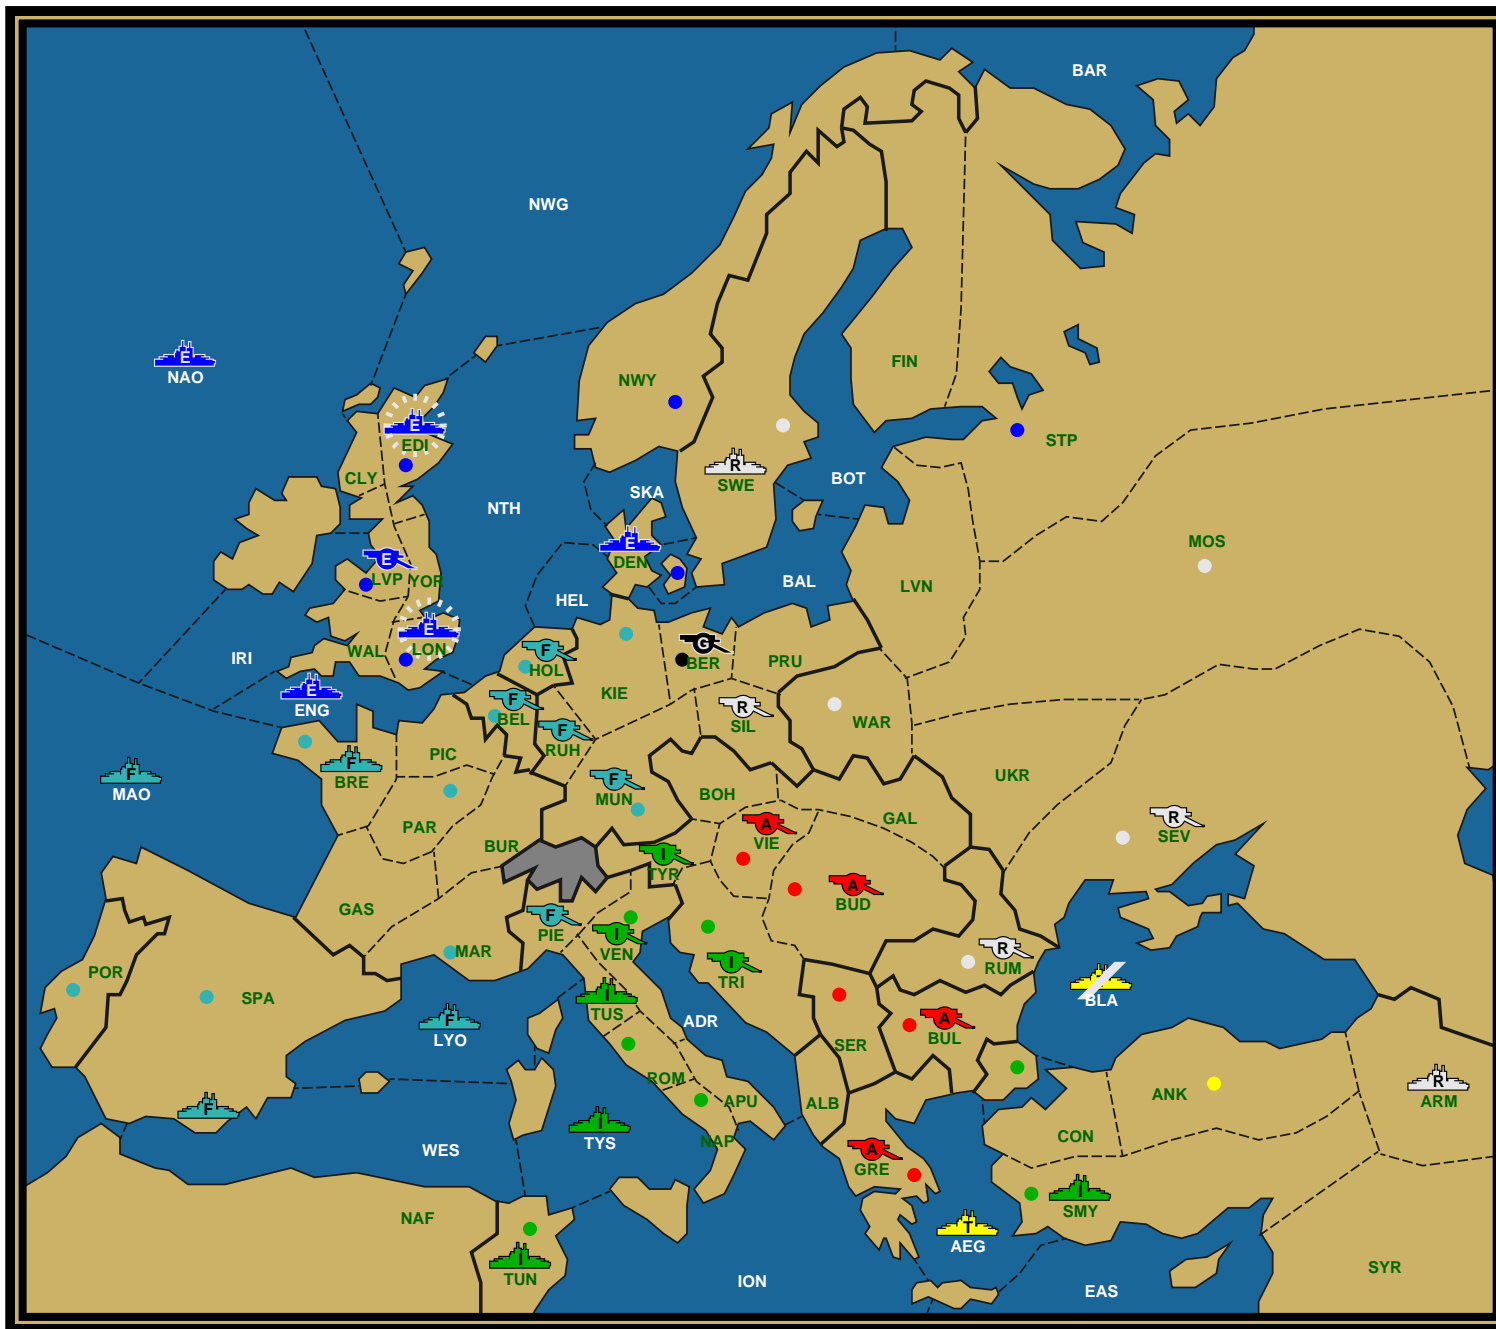 BAR
NWG
E
NAO
FIN
NWY
E
EDI
STP
CLY
R
SWE
BOT
SKA
NTH
E
DEN
MOS
E
LVP
YOR
BAL
LVN
HEL
E
LON
WAL
IRI
F
HOL
G
BER
PRU
KIE
E
ENG
F
BEL
R
SIL
WAR
F
RUH
PIC
F
BRE
F
MAO
F
MUN
BOH
UKR
GAL
R
SEV
A
VIE
PAR
BUR
I
TYR
A
BUD
GAS
F
PIE
I
VEN
MAR
R
RUM
POR
SPA
I
TRI
BLA
I
TUS
F
LYO
ADR
A
BUL
SER
ROM
ANK
R
ARM
F
APU
ALB
I
TYS
NAP
CON
WES
A
GRE
I
SMY
NAF
T
AEG
I
TUN
ION
EAS
SYR